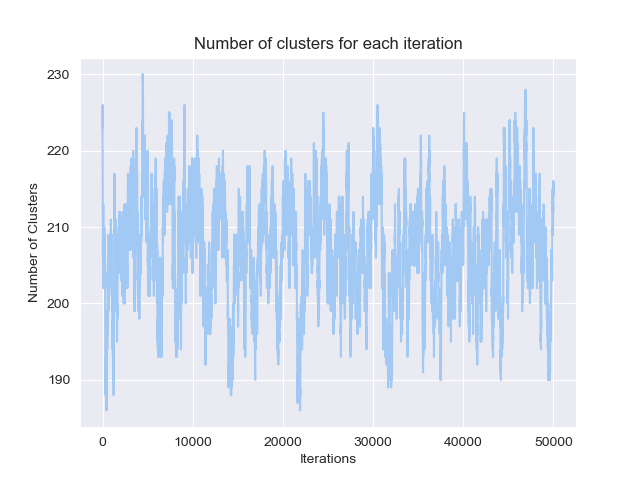 Number of clusters for each iteration
230
220
210
200
190
Number of Clusters
0 10000 20000 30000 40000 50000
Iterations